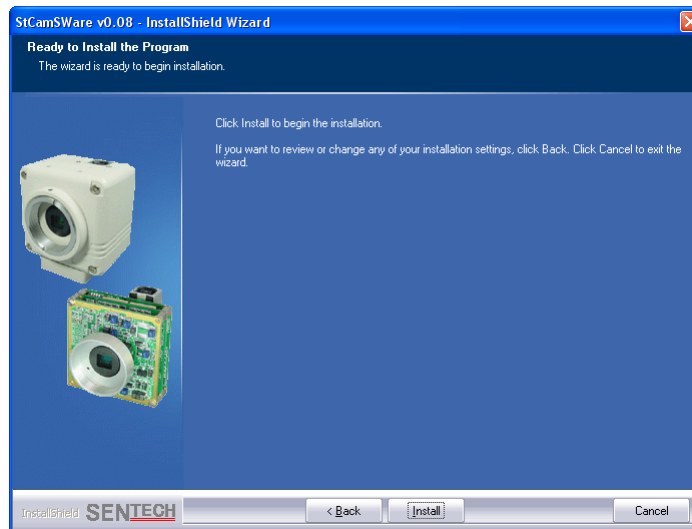 StCamSWare v0.08 - InstallShield Wizard
Ready to Install the Program
The wizard is ready to begin installation.
Click Install to begin the installation.
If you want to review or change any of your installation settings, click Back. Click Cancel to exit the
wizard.
InstallShield SENTECH < Back Install Cancel